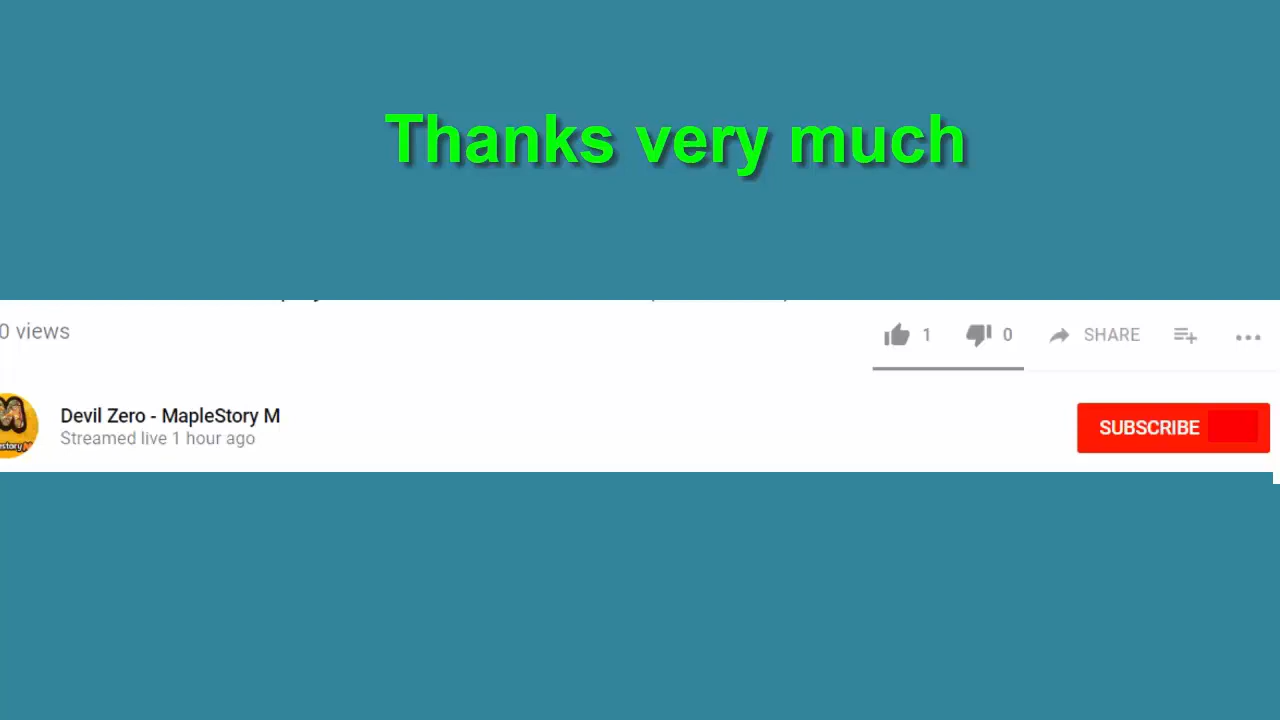 Thanks very much
0 views
1
0
SHARE
Devil Zero - MapleStory M
Streamed live 1 hour ago
SUBSCRIBE